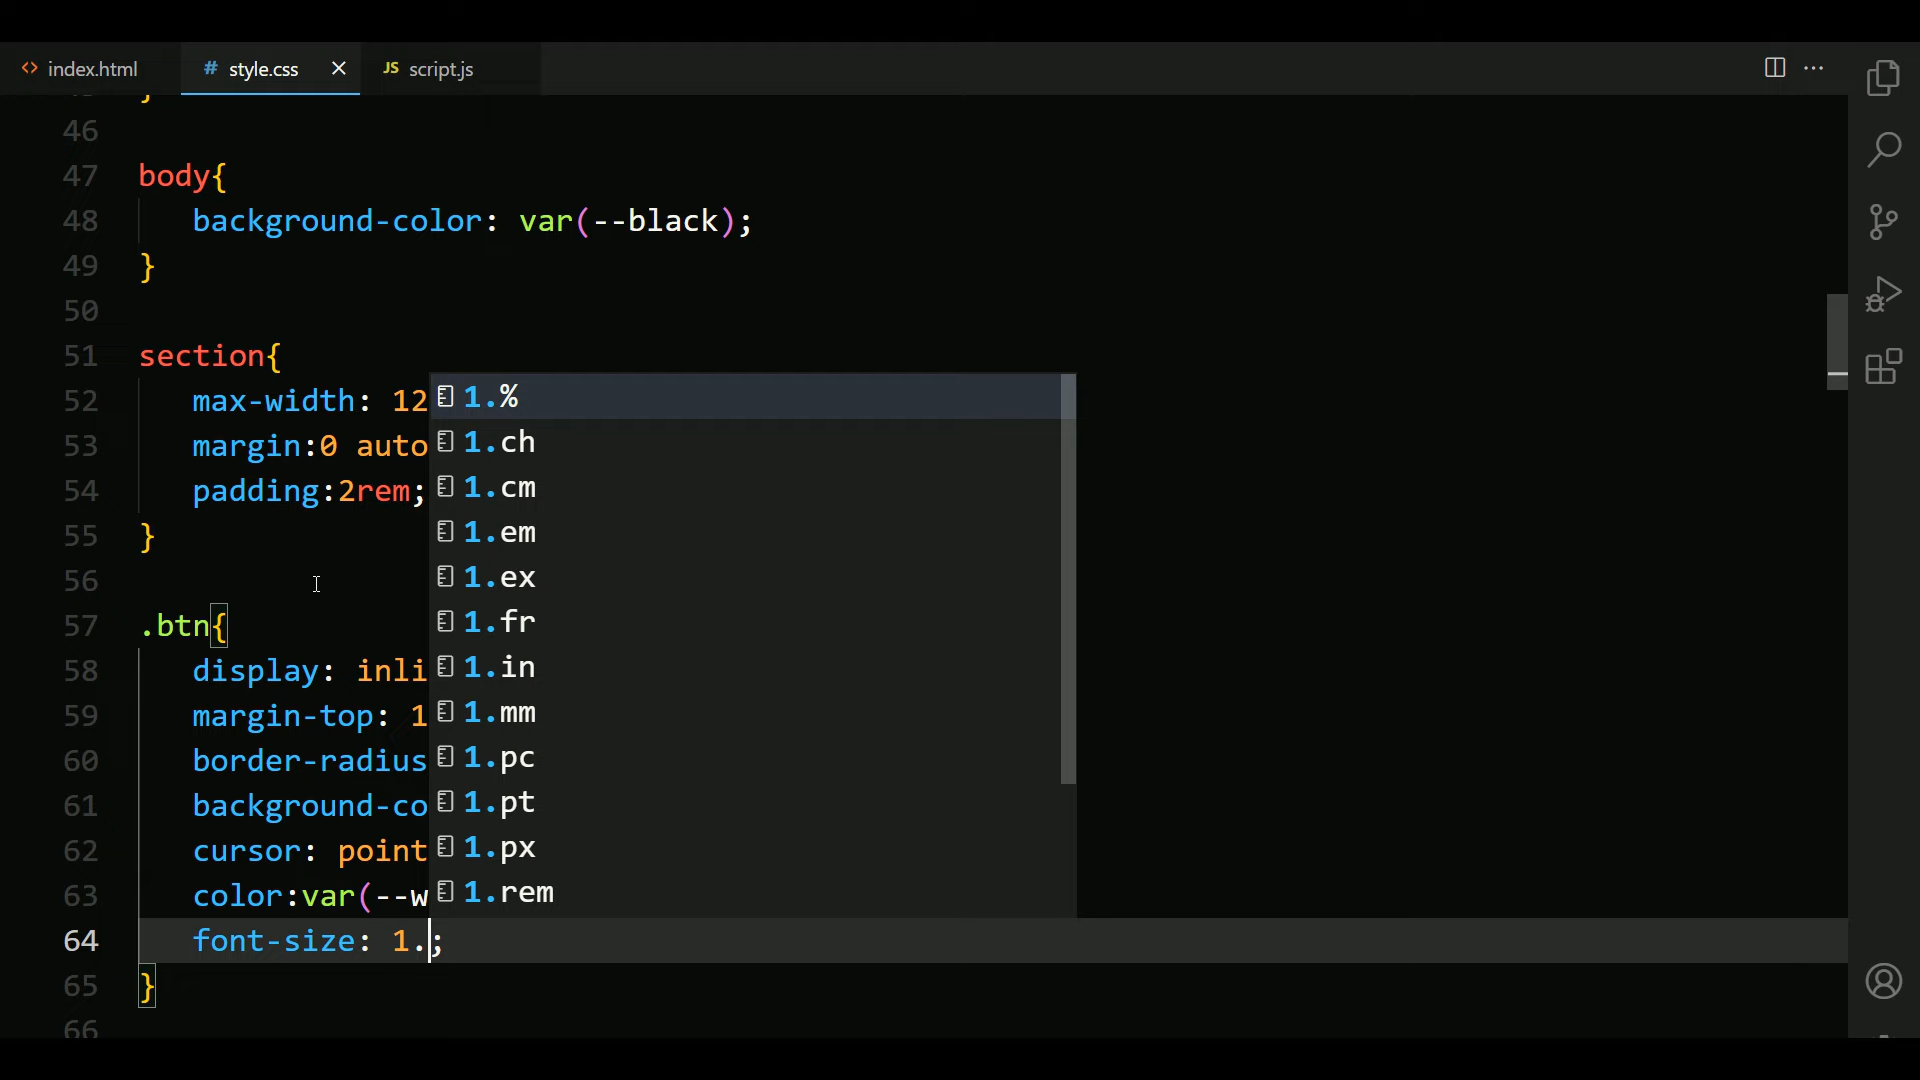 index.html
style.css
script.js
46
47 body{
48 background-color: var(--black);
49 }
50
51 section{
52 max-width: 12
53 margin:0 auto
54 padding:2rem;
55 }
56
57 .btn{
58 display: inli
59 margin-top: 1
60 border-radius
61 background-co
62 cursor: point
63 color:var(--w
64 font-size: 1.;
65 }
66
1.%
1.ch
1.cm
1.em
1.ex
1.fr
1.in
1.mm
1.pc
1.pt
1.px
1.rem